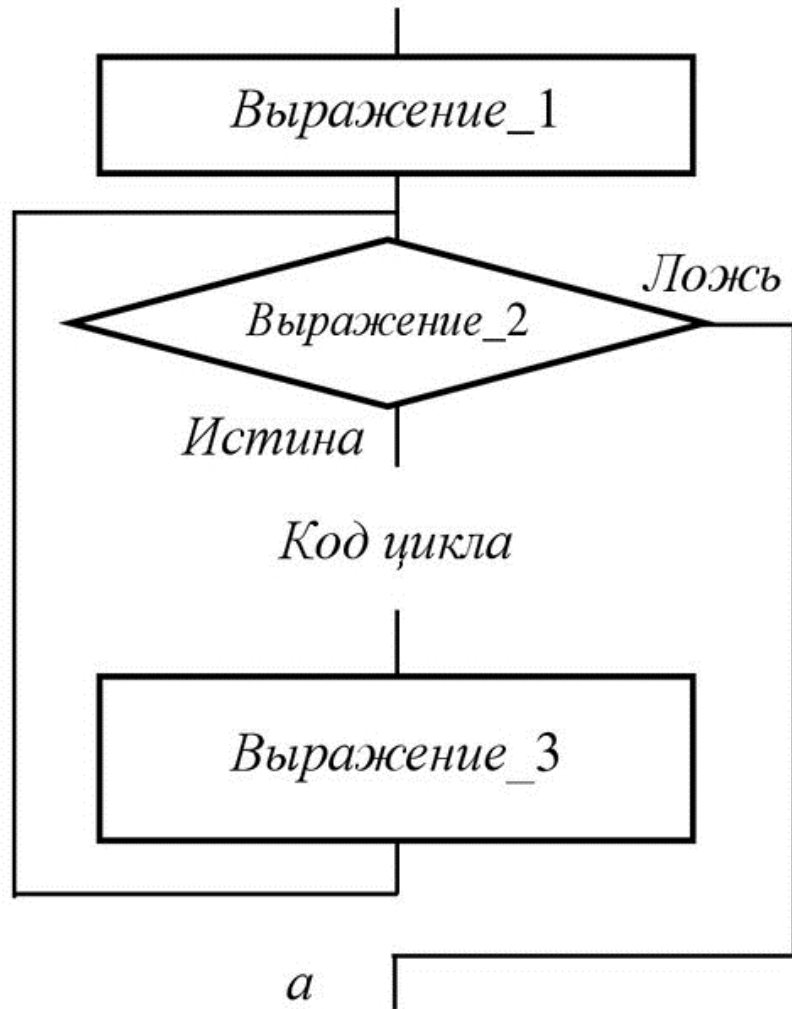 Выражение_1
Ложь
Выражение_2
Истина
Код цикла
Выражение_3
а